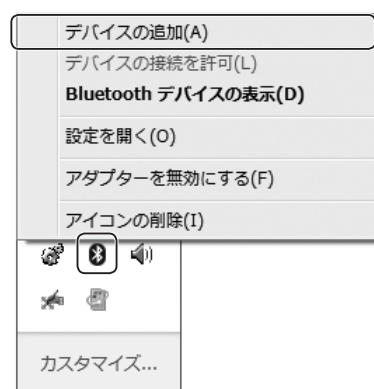 デバイスの追加(A)
デバイスの接続を許可(L)
Bluetooth デバイスの表示(D)
設定を開く(O)
アダプターを無効にする(F)
アイコンの削除(I)
カスタマイズ...